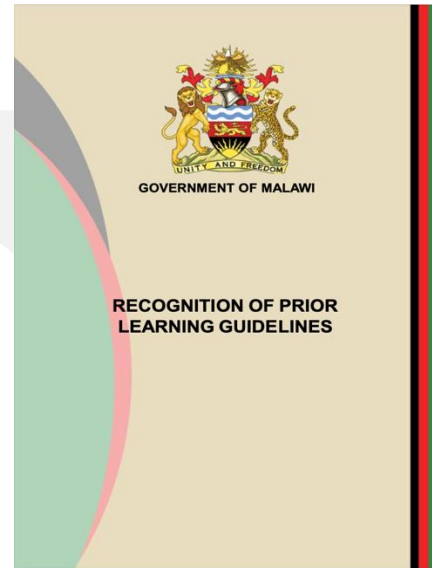 UNITY AND FREEDOM
GOVERNMENT OF MALAWI
RECOGNITION OF PRIOR
LEARNING GUIDELINES